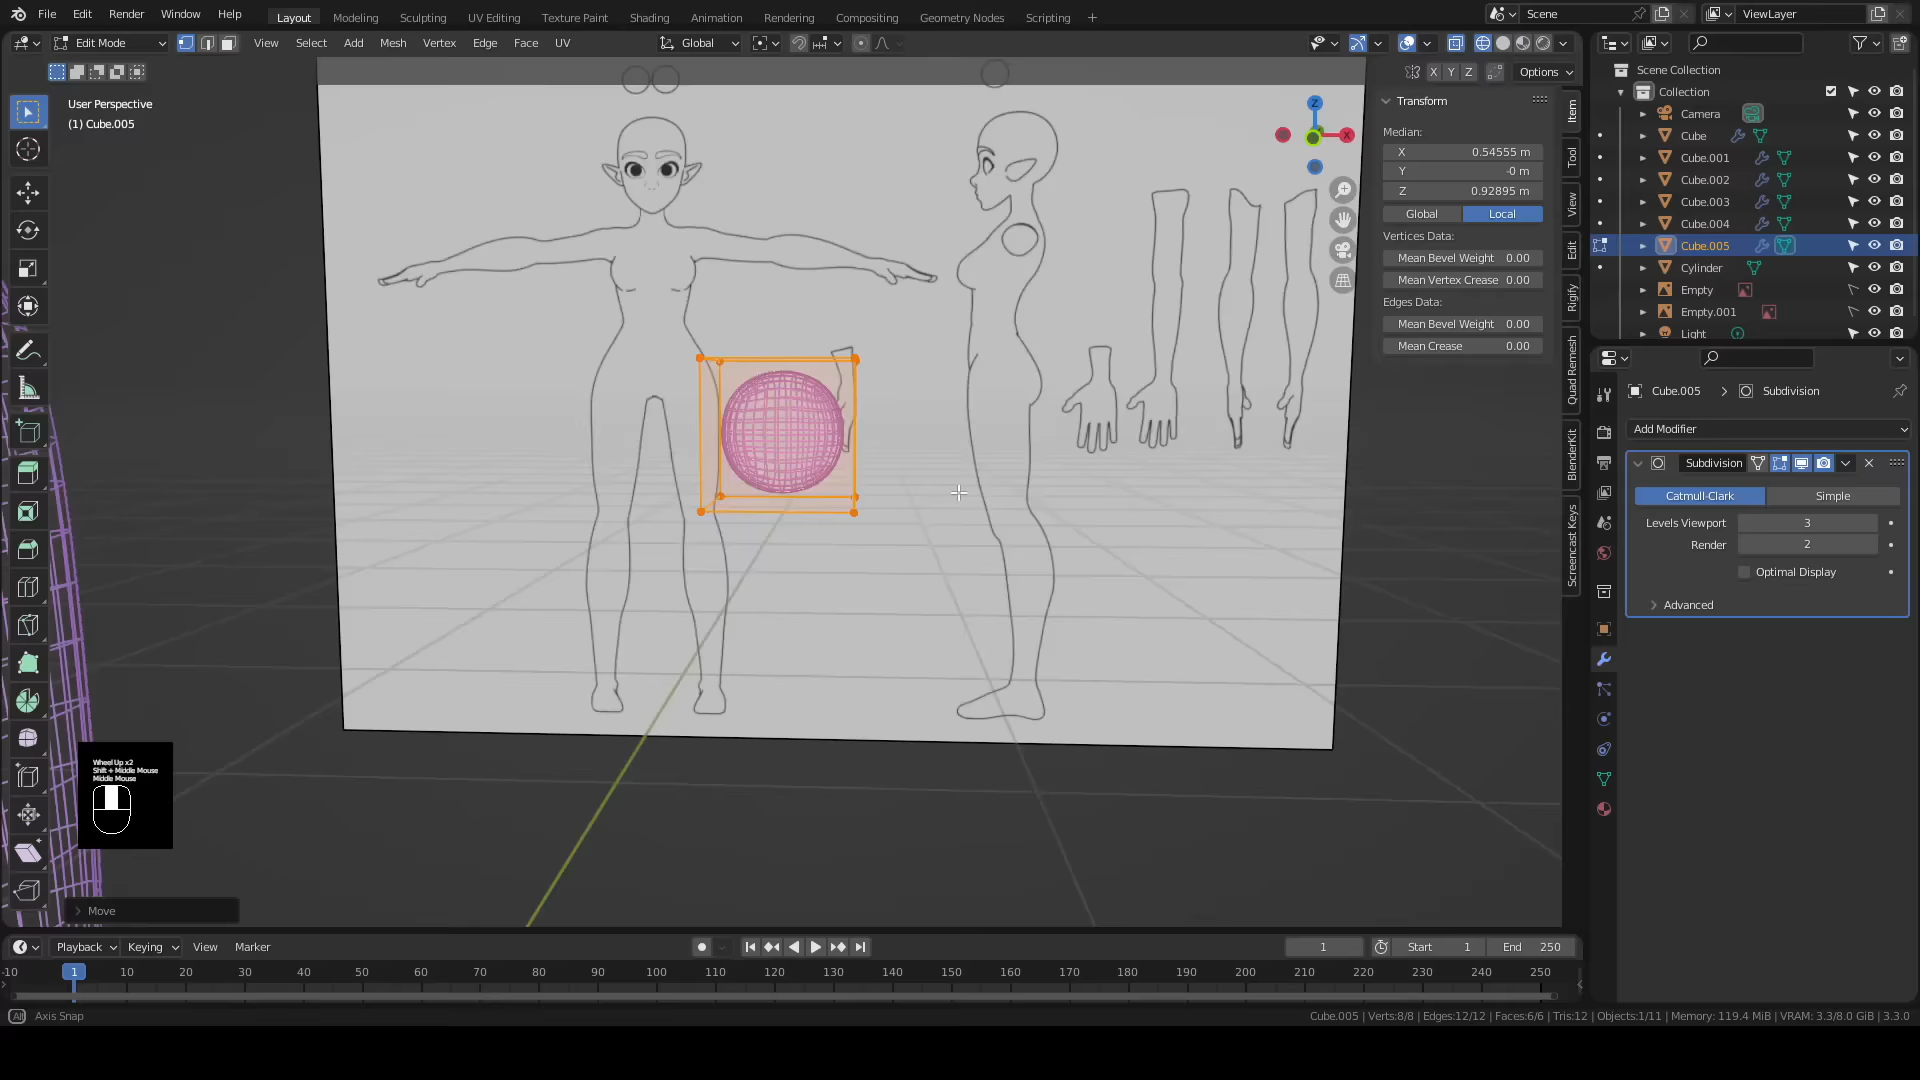 File Edit Render Window Help Layout Modeling Sculpting UV Editing Texture Paint Shading Animation Rendering Compositing Geometry Nodes Scripting + Scene ViewLayer
Edit Mode View Select Add Mesh Vertex Edge Face UV Global
X Y Z Options
User Perspective
(1) Cube.005
Z
X
Transform
Median:
X 0.54555 m
Y -0 m
Z 0.92895 m
Global Local
Vertices Data:
Mean Bevel Weight 0.00
Mean Vertex Crease 0.00
Edges Data:
Mean Bevel Weight 0.00
Mean Crease 0.00
Item
Tool
View
Edit
Rigify
Quad Remesh
BlenderKit
Screencast Keys
Scene Collection
Collection
Camera
Cube
Cube.001
Cube.002
Cube.003
Cube.004
Cube.005
Cylinder
Empty
Empty.001
Light
Cube.005 Subdivision
Add Modifier
Subdivision
Catmull-Clark Simple
Levels Viewport 3
Render 2
Optimal Display
Advanced
Wheel Up x2
Shift + Middle Mouse
Middle Mouse
Move
Playback Keying View Marker 1 Start 1 End 250
-10 1 10 20 30 40 50 60 70 80 90 100 110 120 130 140 150 160 170 180 190 200 210 220 230 240 250
Alt Axis Snap
Cube.005 | Verts:8/8 | Edges:12/12 | Faces:6/6 | Tris:12 | Objects:1/11 | Memory: 119.4 MiB | VRAM: 3.3/8.0 GiB | 3.3.0